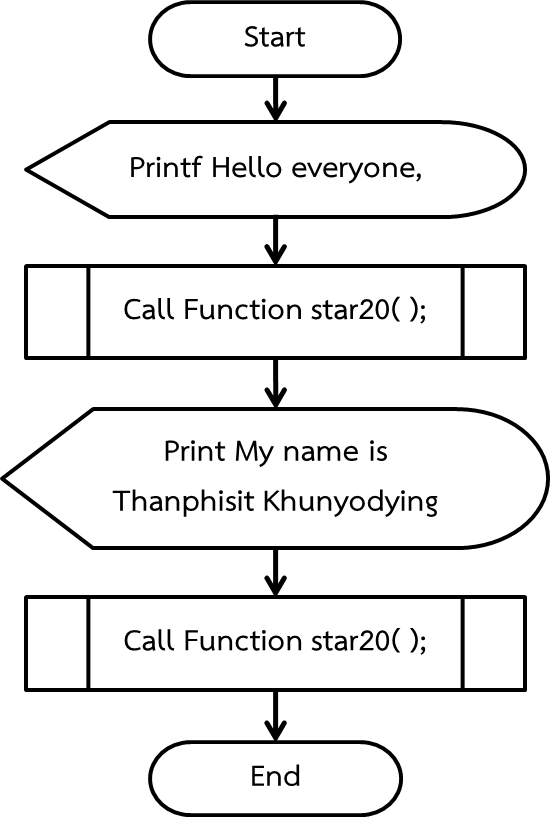 Start
Printf Hello everyone,
Call Function star20( );
Print My name is
Thanphisit Khunyodying
Call Function star20( );
End